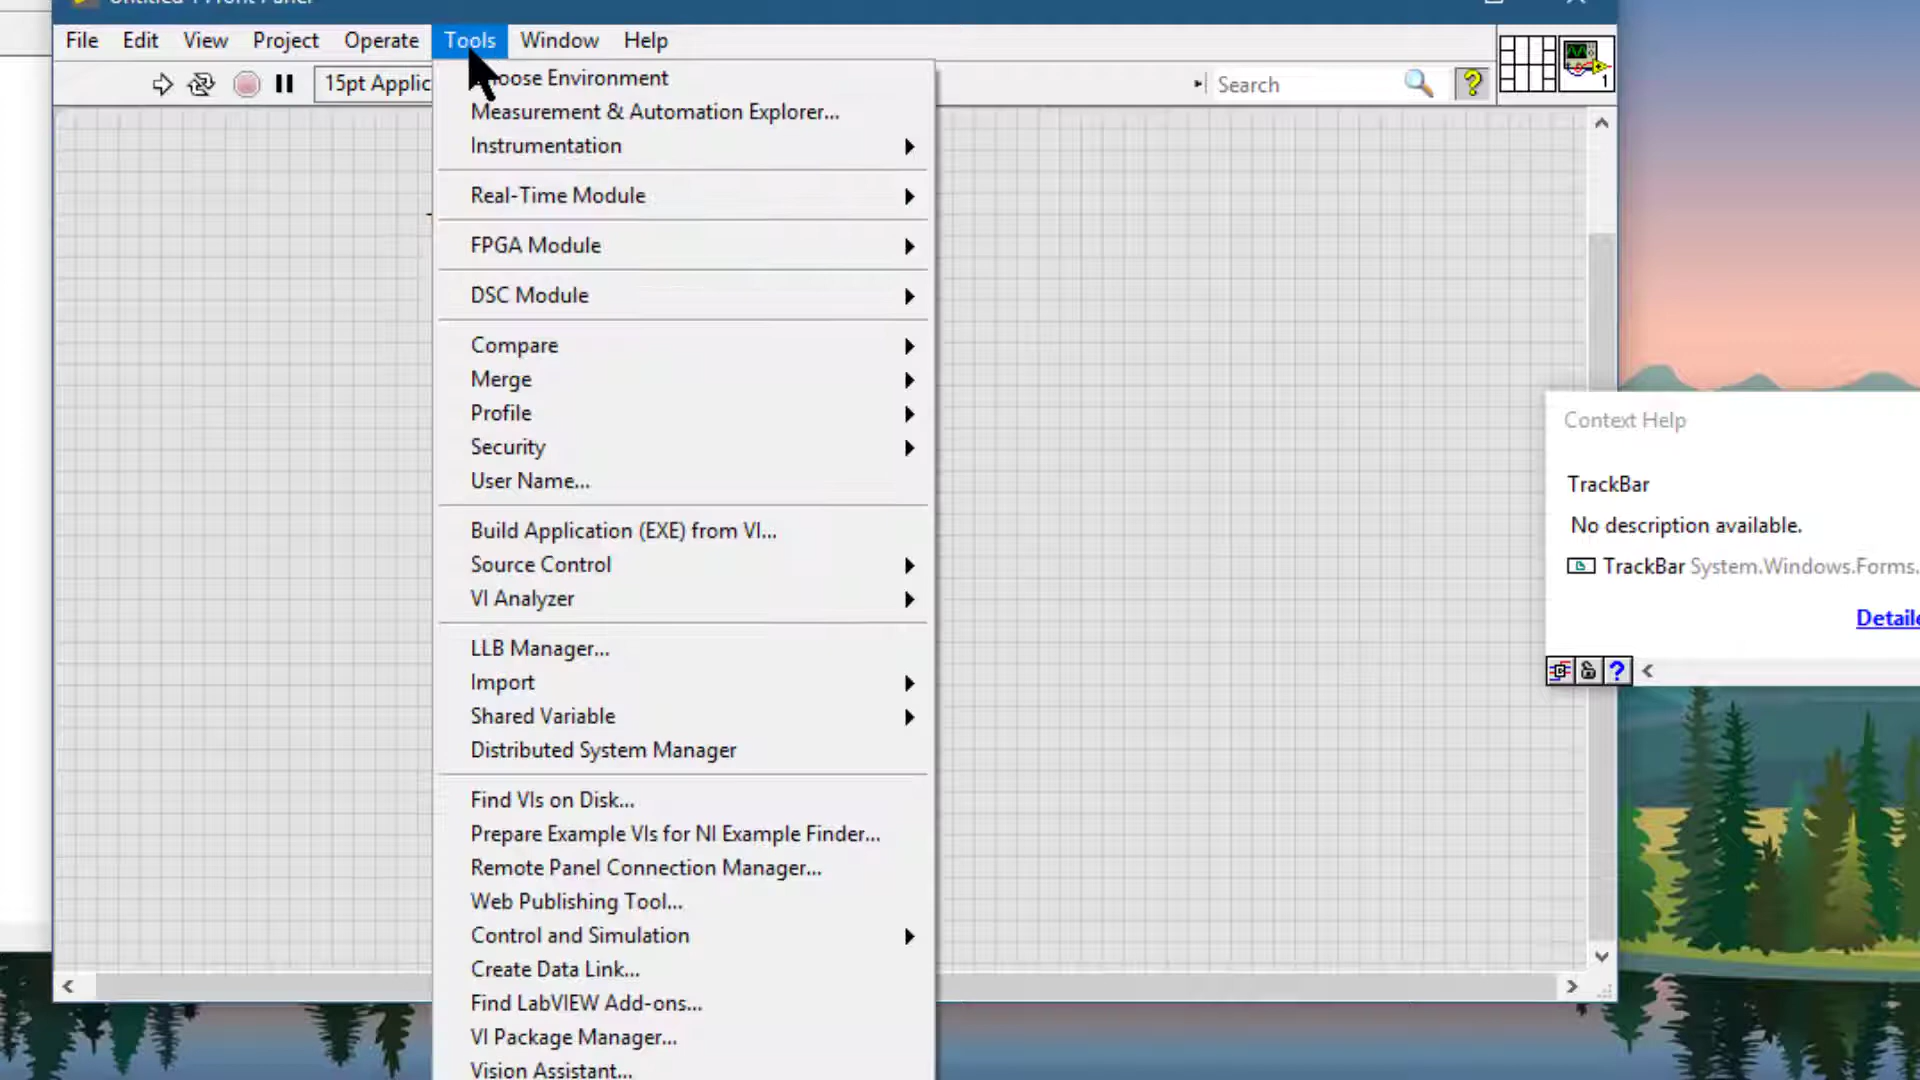 File Edit View Project Operate Tools Window Help
15pt Applic
Search
1
oose Environment
Measurement & Automation Explorer...
Instrumentation
Real-Time Module
FPGA Module
DSC Module
Compare
Merge
Profile
Security
User Name...
Build Application (EXE) from VI...
Source Control
VI Analyzer
LLB Manager...
Import
Shared Variable
Distributed System Manager
Find VIs on Disk...
Prepare Example VIs for NI Example Finder...
Remote Panel Connection Manager...
Web Publishing Tool...
Control and Simulation
Create Data Link...
Find LabVIEW Add-ons...
VI Package Manager...
Vision Assistant...
Context Help
TrackBar
No description available.
TrackBar System.Windows.Forms.
Detaile